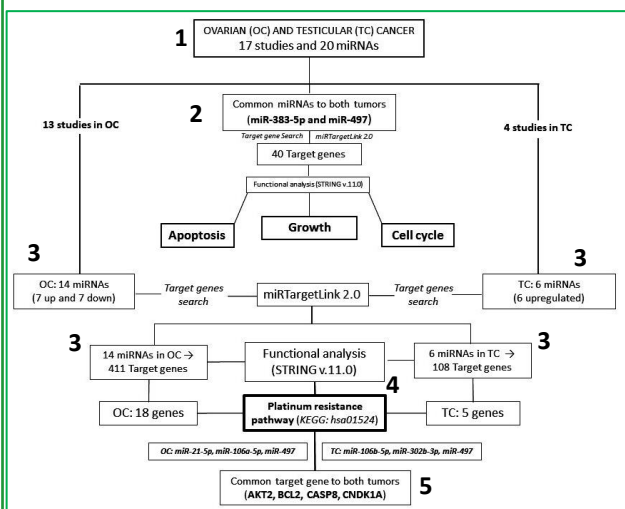 1
OVARIAN (OC) AND TESTICULAR (TC) CANCER
17 studies and 20 miRNAs
13 studies in OC
2
Common miRNAs to both tumors
(miR-383-5p and miR-497)
4 studies in TC
Target gene Search
miRTargetLink 2.0
40 Target genes
Functional analysis (STRING v.11.0)
Apoptosis
Growth
Cell cycle
3
OC: 14 miRNAs
(7 up and 7 down)
Target genes
search
miRTargetLink 2.0
Target genes
search
3
TC: 6 miRNAs
(6 upregulated)
3
14 miRNAs in OC →
411 Target genes
Functional analysis
(STRING v.11.0)
3
6 miRNAs in TC →
108 Target genes
4
OC: 18 genes
Platinum resistance
pathway (KEGG: hsa01524)
TC: 5 genes
OC: miR-21-5p, miR-106a-5p, miR-497
TC: miR-106b-5p, miR-302b-3p, miR-497
Common target gene to both tumors
(AKT2, BCL2, CASP8, CNDK1A)
5